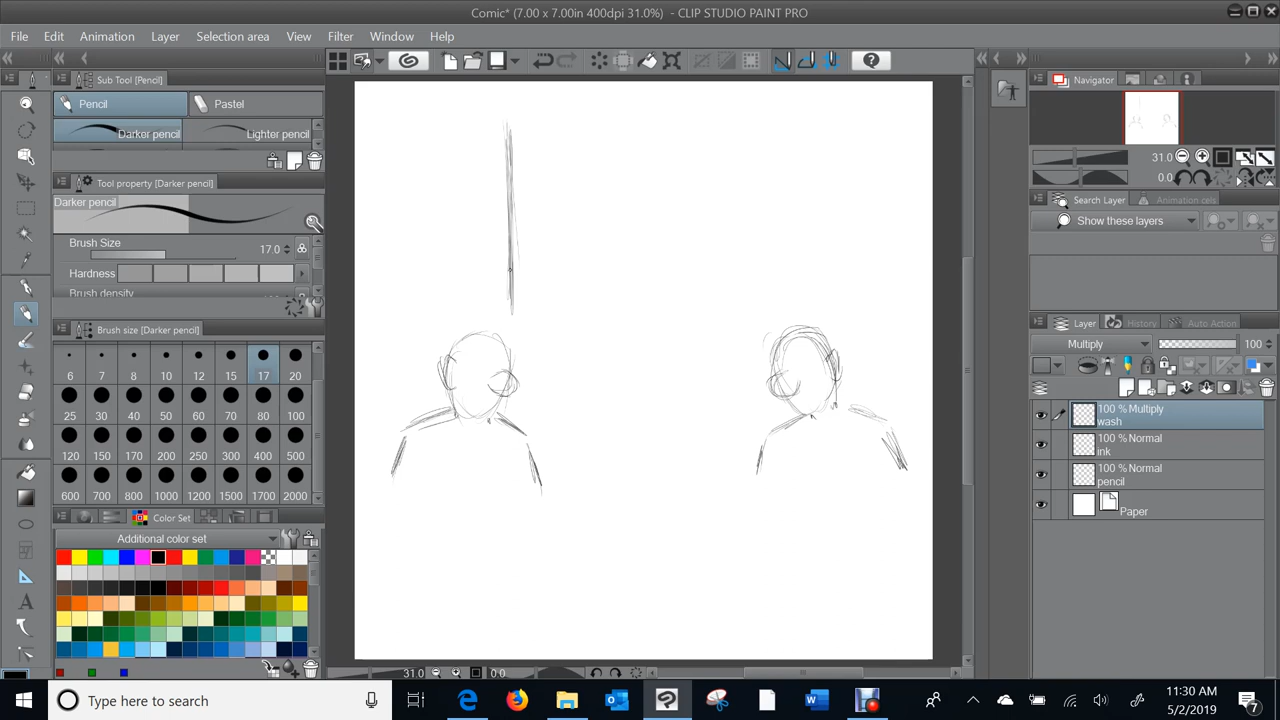 Comic* (7.00 x 7.00in 400dpi 31.0%) - CLIP STUDIO PAINT PRO
File Edit Animation Layer Selection area View Filter Window Help
Sub Tool [Pencil]
Pencil Pastel
Darker pencil Lighter pencil
Tool property [Darker pencil]
Darker pencil
Brush Size 17.0
Hardness
Brush density
Brush size [Darker pencil]
6 7 8 10 12 15 17 20
25 30 40 50 60 70 80 100
120 150 170 200 250 300 400 500
600 700 800 1000 1200 1500 1700 2000
Color Set
Additional color set
31.0 0.0
Navigator
31.0
0.0
Search Layer Animation cels
Show these layers
Layer History Auto Action
Multiply 100
100 % Multiply
wash
100 % Normal
ink
100 % Normal
pencil
Paper
Type here to search
11:30 AM
5/2/2019
7